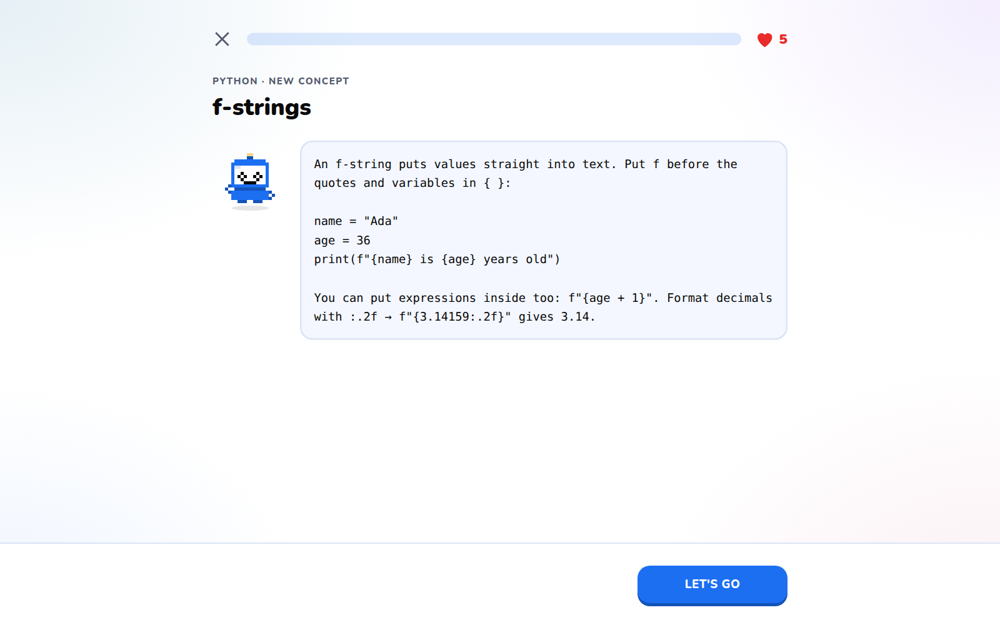 5
PYTHON · NEW CONCEPT
f-strings
An f-string puts values straight into text. Put f before the
quotes and variables in { }:
name = "Ada"
age = 36
print(f"{name} is {age} years old")
You can put expressions inside too: f"{age + 1}". Format decimals
with :.2f → f"{3.14159:.2f}" gives 3.14.
LET'S GO